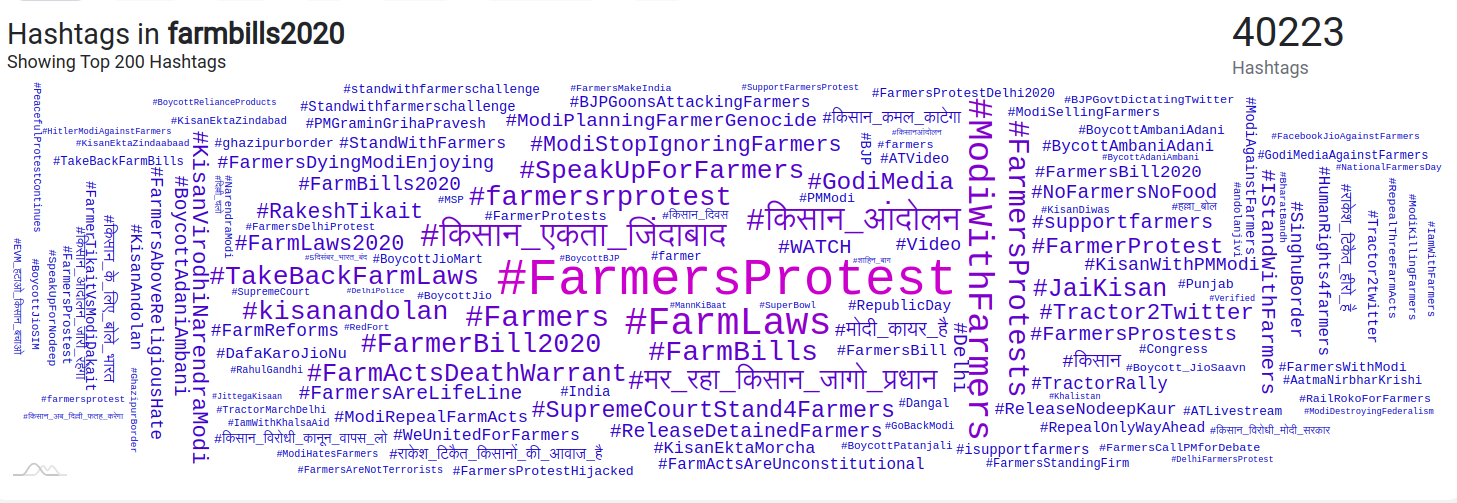 Hashtags in farmbills2020
Showing Top 200 Hashtags
40223
Hashtags
#standwithfarmerschallenge
#FarmersMakeIndia
#SupportFarmersProtest
#FarmersProtestDelhi2020
#BoycottRelianceProducts
#Standwithfarmerschallenge
#BJPGoonsAttackingFarmers
#BJPGovtDictatingTwitter
#KisanEktaZindabad
#PMGraminGrihaPravesh
#ModiPlanningFarmerGenocide
#किसान_कमल_काटेगा
#ModiSellingFarmers
#HitlerModiAgainstFarmers
#KisanEktaZindaabaad
#ghazipurborder
#StandWithFarmers
#ModiStopIgnoringFarmers
#किसानआंदोलन
#farmers
#BoycottAmbaniAdani
#BycottAmbaniAdani
#FacebookJioAgainstFarmers
#TakeBackFarmBills
#FarmersDyingModiEnjoying
#SpeakUpForFarmers
#BJP
#ATVideo
#BycottAdaniAmbani
#GodiMediaAgainstFarmers
#NationalFarmersDay
#FarmBills2020
#farmersrprotest
#GodiMedia
#FarmersBill2020
#MSP
#PMModi
#NoFarmersNoFood
#RakeshTikait
#FarmerProtests
#किसान_दिवस
#किसान_आंदोलन
#KisanDiwas
#हल्ला_बोल
#FarmersDelhiProtest
#किसान_एकता_जिंदाबाद
#supportfarmers
#FarmLaws2020
#WATCH
#Video
#FarmerProtest
#BoycottJioMart
#BoycottBJP
#farmer
#शाहिन_बाग
#KisanWithPMModi
#TakeBackFarmLaws
#FarmersProtest
#JaiKisan
#Punjab
#SupremeCourt
#DelhiPolice
#BoycottJio
#Verified
#kisanandolan
#Farmers
#MannKiBaat
#SuperBowl
#RepublicDay
#Tractor2Twitter
#FarmReforms
#RedFort
#FarmLaws
#मोदी_कायर_है
#FarmersProstests
#DafaKaroJioNu
#FarmerBill2020
#FarmBills
#FarmersBill
#Congress
#किसान
#RahulGandhi
#FarmActsDeathWarrant
#मर_रहा_किसान_जागो_प्रधान
#Boycott_JioSaavn
#FarmersWithModi
#TractorRally
#AatmaNirbharKrishi
#JittegaKisaan
#FarmersAreLifeLine
#India
#Khalistan
#RailRokoForFarmers
#farmersprotest
#TractorMarchDelhi
#ModiRepealFarmActs
#SupremeCourtStand4Farmers
#Dangal
#ReleaseNodeepKaur
#ATLivestream
#ModiDestroyingFederalism
#किसान_अब_दिल्ली_फतह_करेगा
#IamWithKhalsaAid
#GoBackModi
#RepealOnlyWayAhead
#किसान_विरोधी_मोदी_सरकार
#किसान_विरोधी_कानून_वापस_लो
#WeUnitedForFarmers
#ReleaseDetainedFarmers
#KisanEktaMorcha
#BoycottPatanjali
#isupportfarmers
#FarmersCallPMforDebate
#ModiHatesFarmers
#राकेश_टिकैत_किसानों_की_आवाज_है
#FarmActsAreUnconstitutional
#FarmersStandingFirm
#DelhiFarmersProtest
#FarmersAreNotTerrorists
#FarmersProtestHijacked
#PeacefulProtestContinues
#EVM_हटाओ_किसान_बचाओ
#BoycottJioSIM
#SpeakUpForNodeep
#FarmersProstest
#किसान_आंदोलन_जारी_रहेगा
#FarmerTikaitVsModiDakait
#किसान_के_लिए_बोले_भारत
#KisanAndolan
#GhazipurBorder
#FarmersAboveReligiousHate
#BoycottAdaniAmbani
#KisanVirodhiNarendraModi
#NarendraModi
#Delhi
#ModiWithFarmers
#FarmersProtests
#andolanjivi
#ModiAgainstFarmers
#IStandWithFarmers
#BharatBandh
#SinghuBorder
#HumanRights4farmers
#राकेश_टिकैत_हीरो_है
#Tractor2twitter
#RepealThreeFarmActs
#ModiKillingFarmers
#IamWithFarmers